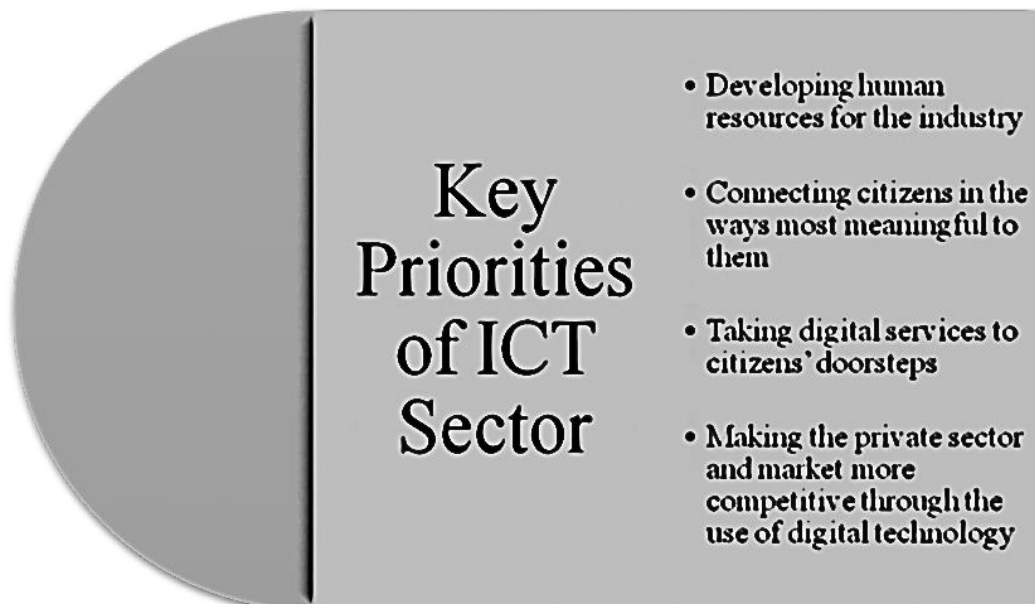 Key
Priorities
of ICT
Sector
• Developing human
resources for the industry
• Connecting citizens in the
ways most meaningful to
them
• Taking digital services to
citizens' doorsteps
• Making the private sector
and market more
competitive through the
use of digital technology